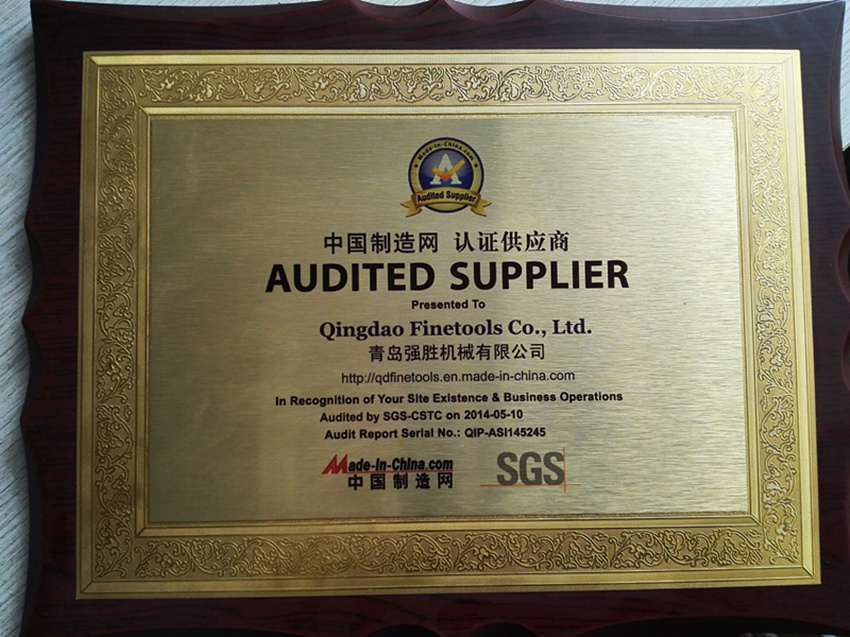 Made-in-China.com
A
Audited Supplier
中国制造网 认证供应商
AUDITED SUPPLIER
Presented To
Qingdao Finetools Co., Ltd.
青岛强胜机械有限公司
http://qdfinetools.en.made-in-china.com
In Recognition of Your Site Existence & Business Operations
Audited by SGS-CSTC on 2014-05-10
Audit Report Serial No.: QIP-ASI145245
Made-in-China.com
中国制造网
SGS